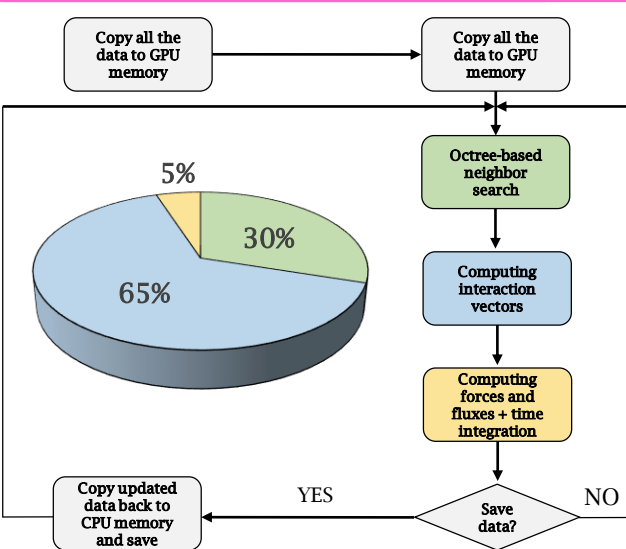 Copy all the
data to GPU
memory
Copy all the
data to GPU
memory
Octree-based
neighbor
search
5%
30%
65%
Computing
interaction
vectors
Computing
forces and
fluxes + time
integration
Copy updated
data back to
CPU memory
and save
YES
Save
data?
NO